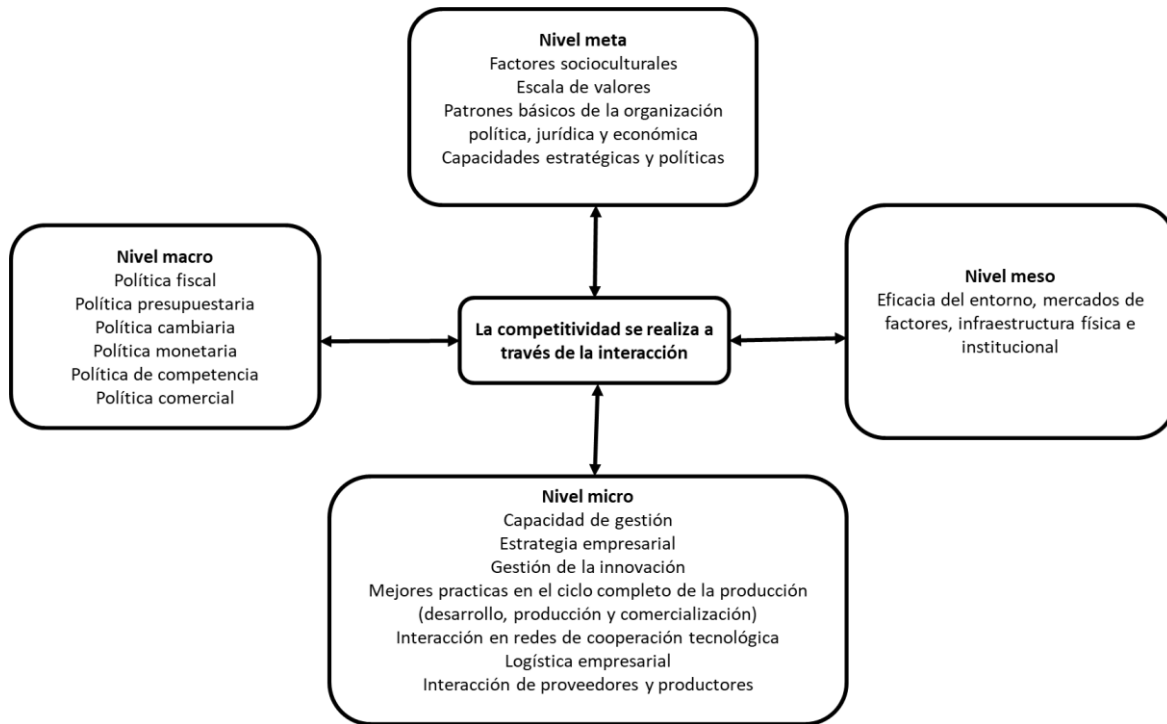 Nivel meta
Factores socioculturales
Escala de valores
Patrones básicos de la organización
política, jurídica y económica
Capacidades estratégicas y políticas
Nivel macro
Política fiscal
Política presupuestaria
Política cambiaria
Política monetaria
Política de competencia
Política comercial
La competitividad se realiza a
través de la interacción
Nivel meso
Eficacia del entorno, mercados de
factores, infraestructura física e
institucional
Nivel micro
Capacidad de gestión
Estrategia empresarial
Gestión de la innovación
Mejores practicas en el ciclo completo de la producción
(desarrollo, producción y comercialización)
Interacción en redes de cooperación tecnológica
Logística empresarial
Interacción de proveedores y productores